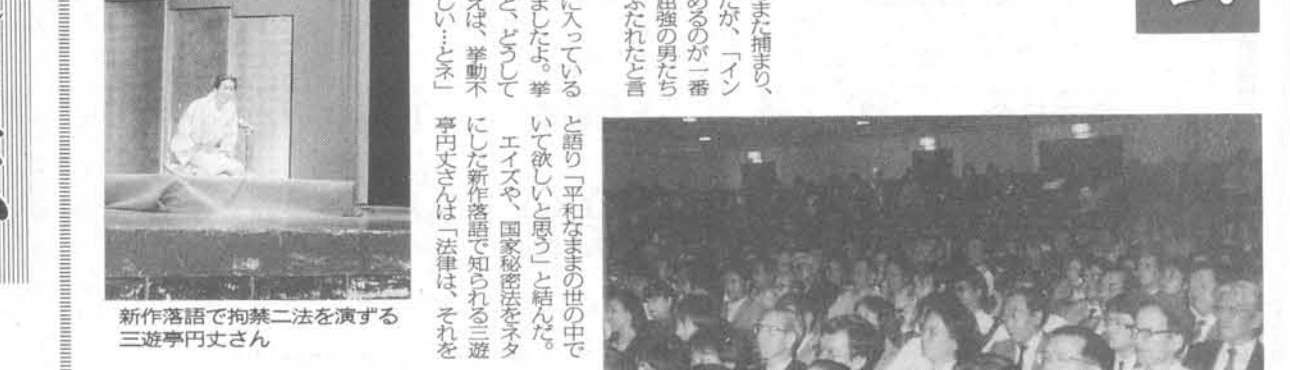 また捕まり、
たが、「イン
あるのが一番
屈強の男たち
ぶたれたと言
に入っている
ましたよ。挙
と、どうして
えば、挙動不
しい…とネ」
と語り「平和なままの世の中で
いて欲しいと思う」と結んだ。
エイズや、国家秘密法をネタ
にした新作落語で知られる三遊
亭円丈さんは「法律は、それを
新作落語で拘禁二法を演ずる
三遊亭円丈さん